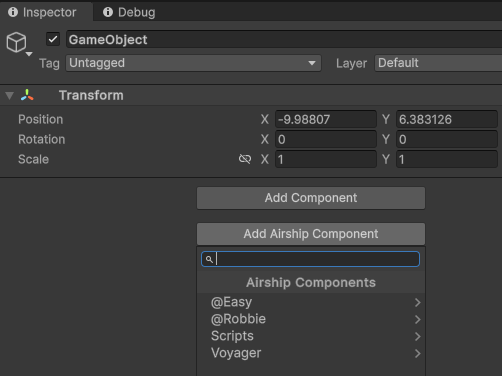 Inspector Debug
GameObject
Tag Untagged Layer Default
Transform
Position X -9.98807 Y 6.383126
Rotation X 0 Y 0
Scale X 1 Y 1
Add Component
Add Airship Component
Airship Components
@Easy
@Robbie
Scripts
Voyager